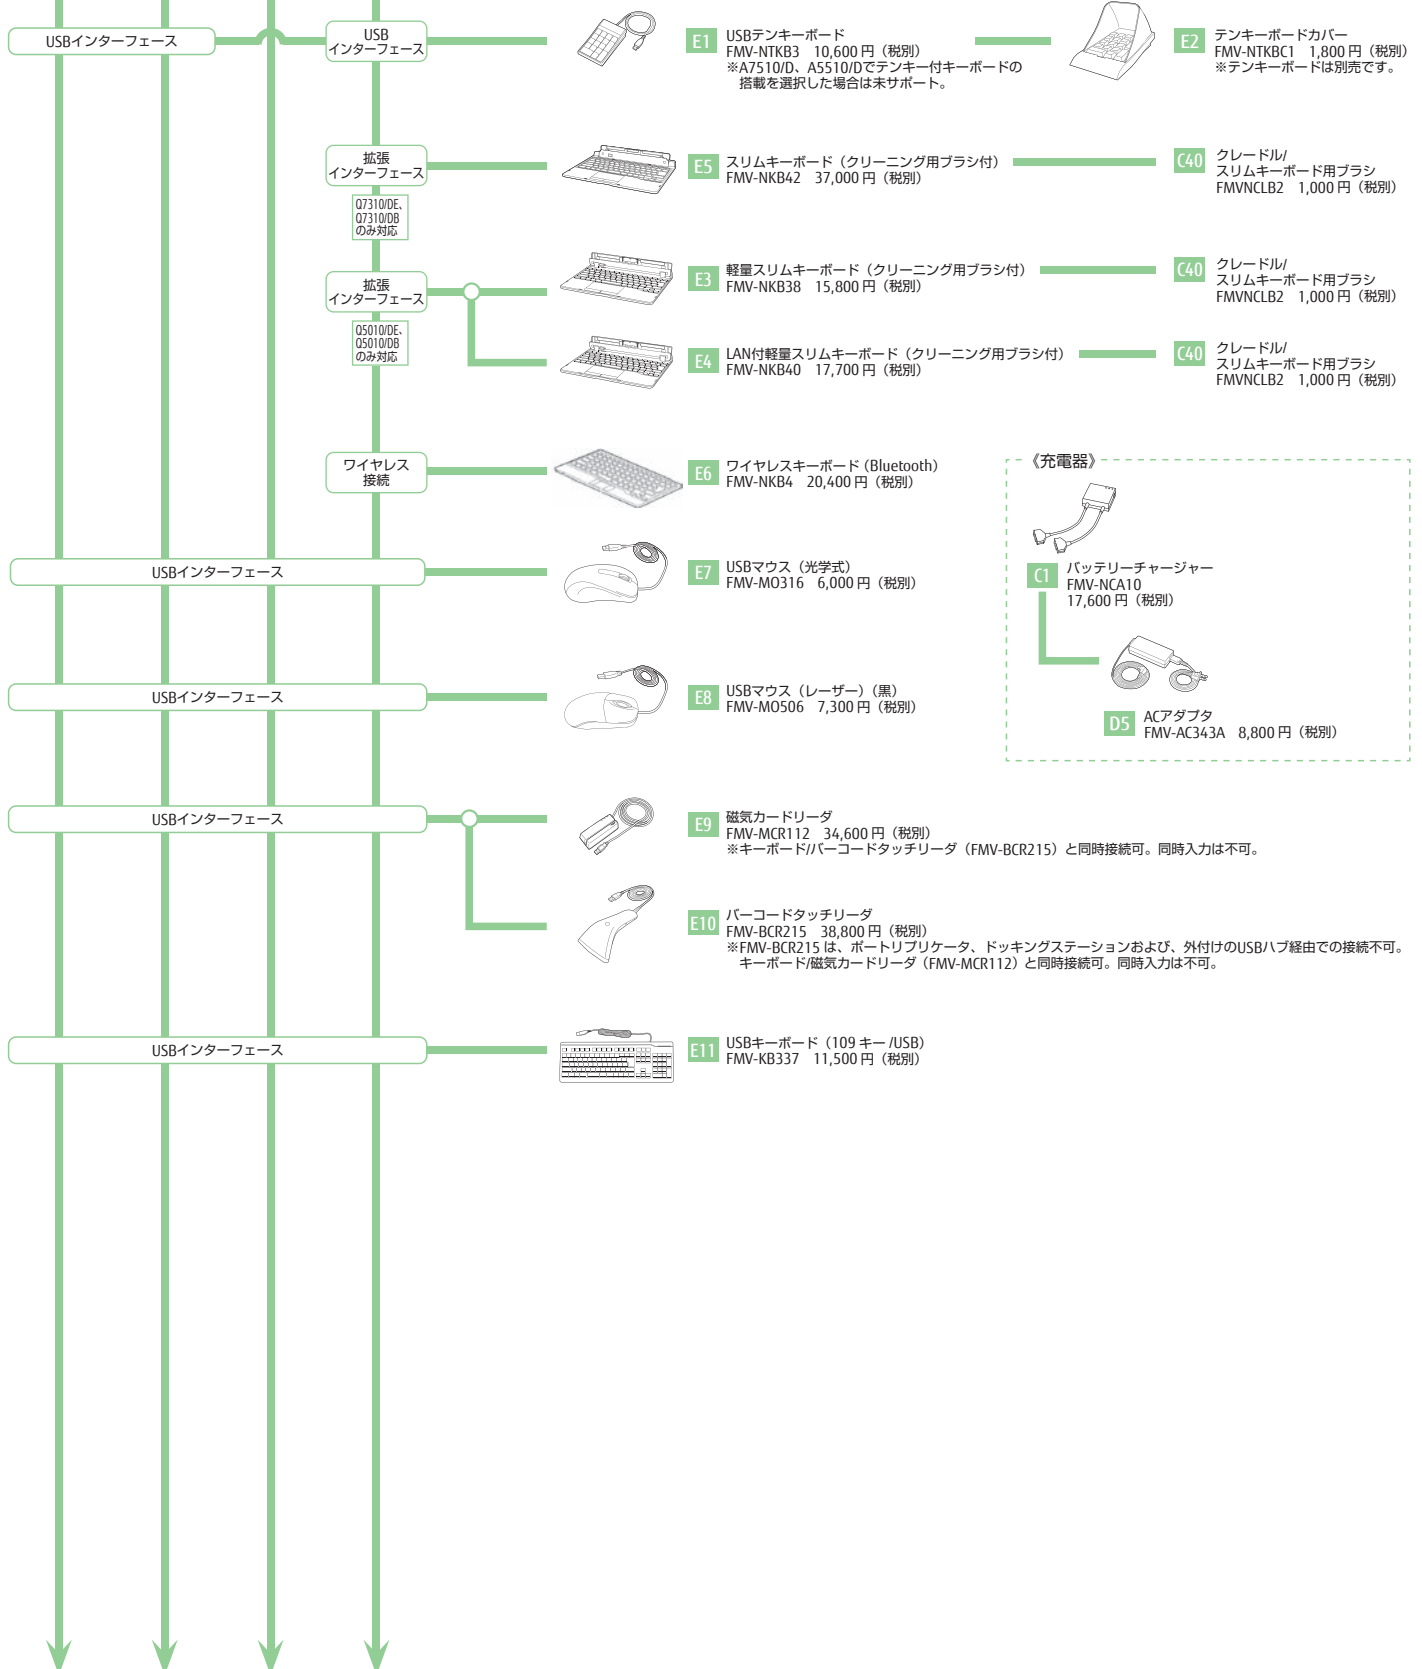 USBインターフェース
USB
インターフェース
E1
USBテンキーボード
FMV-NTKB3　10,600 円（税別）
※A7510/D、A5510/Dでテンキー付キーボードの
搭載を選択した場合は未サポート。
E2
テンキーボードカバー
FMV-NTKBC1　1,800 円（税別）
※テンキーボードは別売です。
拡張
インターフェース
Q7310/DE、
Q7310/DB
のみ対応
E5
スリムキーボード（クリーニング用ブラシ付）
FMV-NKB42　37,000 円（税別）
C40
クレードル/
スリムキーボード用ブラシ
FMVNCLB2　1,000 円（税別）
拡張
インターフェース
Q5010/DE、
Q5010/DB
のみ対応
E3
軽量スリムキーボード（クリーニング用ブラシ付）
FMV-NKB38　15,800 円（税別）
C40
クレードル/
スリムキーボード用ブラシ
FMVNCLB2　1,000 円（税別）
E4
LAN付軽量スリムキーボード（クリーニング用ブラシ付）
FMV-NKB40　17,700 円（税別）
C40
クレードル/
スリムキーボード用ブラシ
FMVNCLB2　1,000 円（税別）
ワイヤレス
接続
E6
ワイヤレスキーボード（Bluetooth）
FMV-NKB4　20,400 円（税別）
《充電器》
C1
バッテリーチャージャー
FMV-NCA10
17,600 円（税別）
D5
ACアダプタ
FMV-AC343A　8,800 円（税別）
USBインターフェース
E7
USBマウス（光学式）
FMV-MO316　6,000 円（税別）
USBインターフェース
E8
USBマウス（レーザー）（黒）
FMV-MO506　7,300 円（税別）
USBインターフェース
E9
磁気カードリーダ
FMV-MCR112　34,600 円（税別）
※キーボード/バーコードタッチリーダ（FMV-BCR215）と同時接続可。同時入力は不可。
E10
バーコードタッチリーダ
FMV-BCR215　38,800 円（税別）
※FMV-BCR215 は、ポートリプリケータ、ドッキングステーションおよび、外付けのUSBハブ経由での接続不可。
キーボード/磁気カードリーダ（FMV-MCR112）と同時接続可。同時入力は不可。
USBインターフェース
E11
USBキーボード（109 キー /USB）
FMV-KB337　11,500 円（税別）